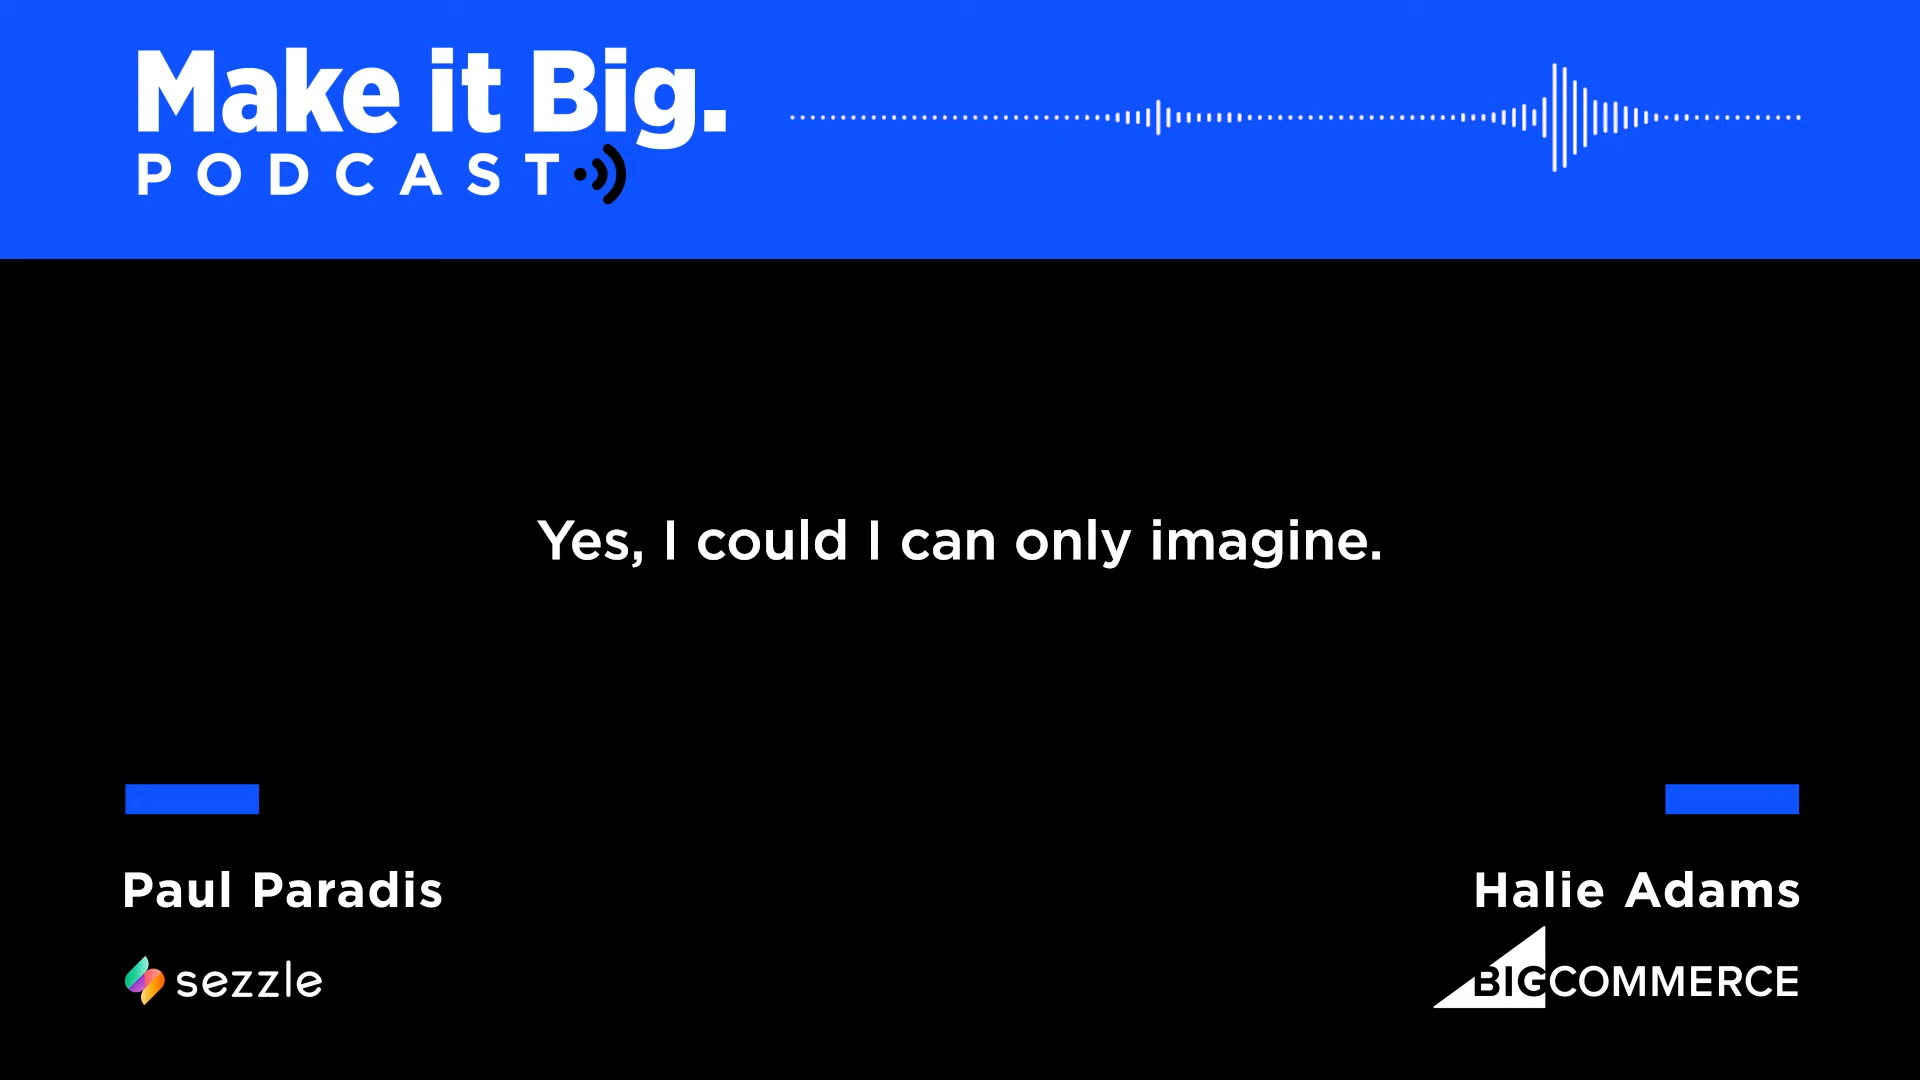 Make it Big.
PODCAST
Yes, I could I can only imagine.
Paul Paradis
Halie Adams
sezzle
BIGCOMMERCE